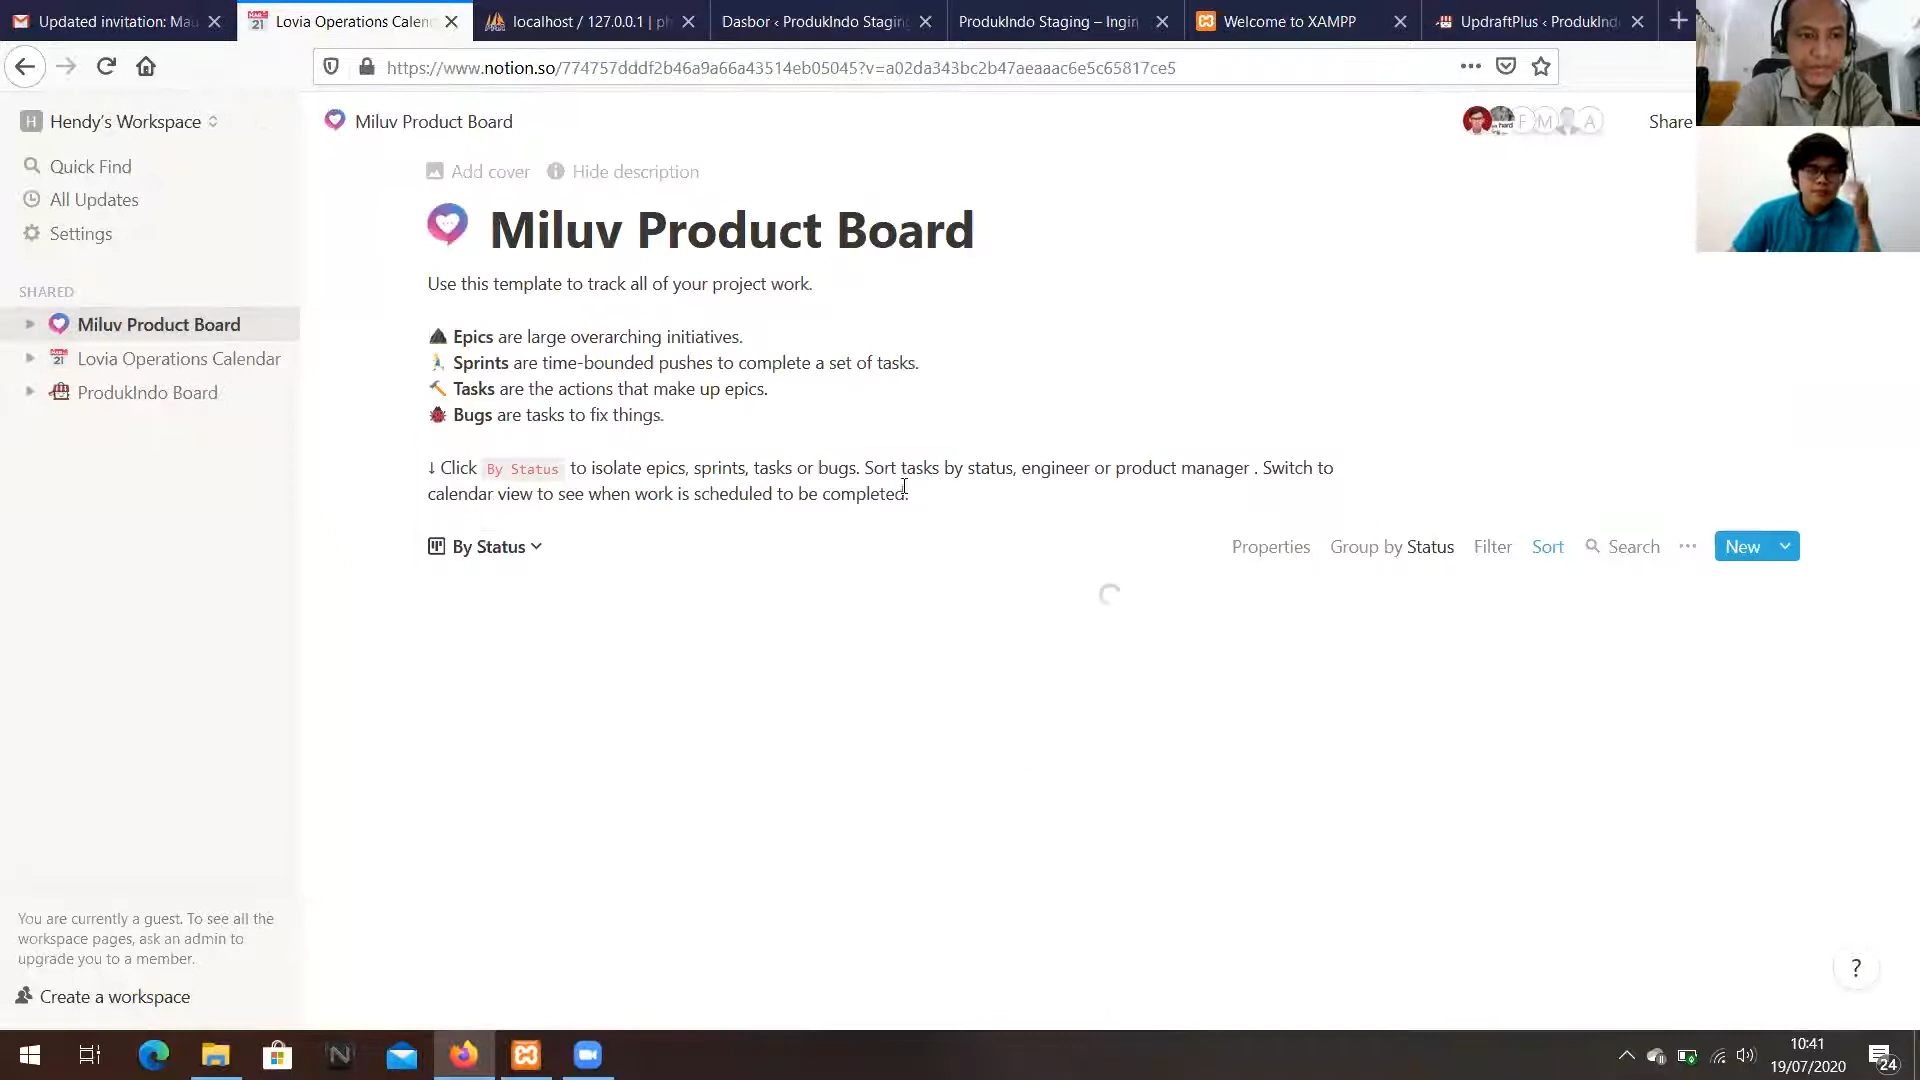 Updated invitation: Mau
Lovia Operations Calend
localhost / 127.0.0.1 | ph
Dasbor ‹ ProdukIndo Staging
ProdukIndo Staging – Ingin
Welcome to XAMPP
UpdraftPlus ‹ ProdukInd
https://www.notion.so/774757dddf2b46a9a66a43514eb05045?v=a02da343bc2b47aeaaac6e5c65817ce5
H Hendy's Workspace
Miluv Product Board
F M A
Share
Quick Find
All Updates
Settings
SHARED
Miluv Product Board
Lovia Operations Calendar
ProdukIndo Board
Add cover
Hide description
Miluv Product Board
Use this template to track all of your project work.
Epics are large overarching initiatives.
Sprints are time-bounded pushes to complete a set of tasks.
Tasks are the actions that make up epics.
Bugs are tasks to fix things.
↓ Click By Status to isolate epics, sprints, tasks or bugs. Sort tasks by status, engineer or product manager . Switch to
calendar view to see when work is scheduled to be completed.
By Status
Properties
Group by Status
Filter
Sort
Search
New
You are currently a guest. To see all the
workspace pages, ask an admin to
upgrade you to a member.
Create a workspace
?
10:41
19/07/2020
24